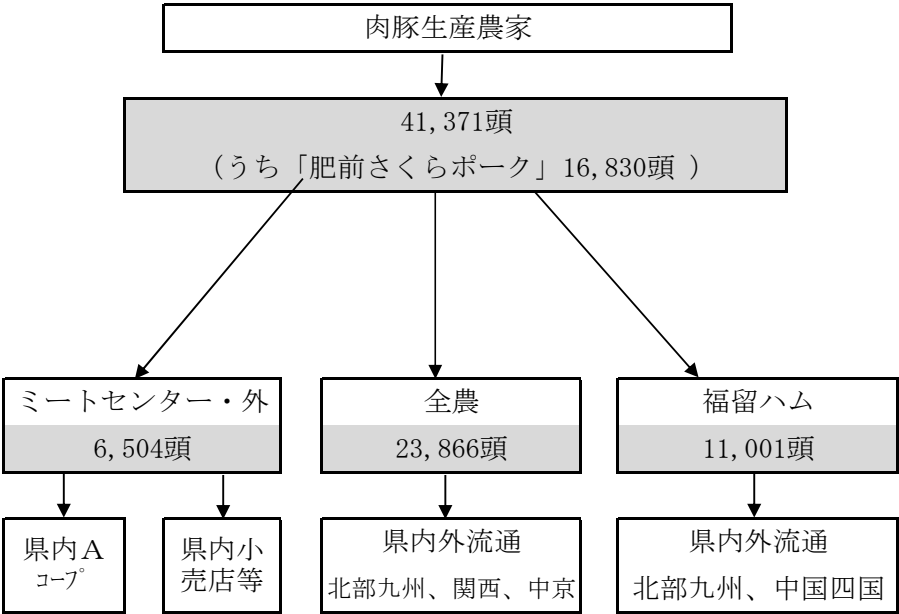 肉豚生産農家
41,371頭
（うち「肥前さくらポーク」16,830頭 ）
ミートセンター・外
6,504頭
県内Ａ
ｺｰﾌﾟ
県内小
売店等
全農
23,866頭
県内外流通
北部九州、関西、中京
福留ハム
11,001頭
県内外流通
北部九州、中国四国